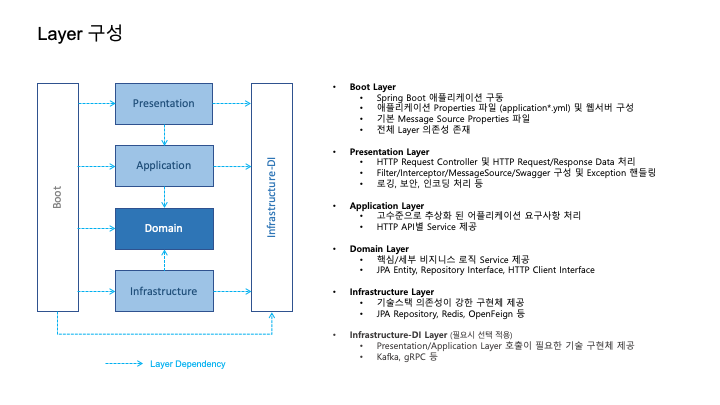 Layer 구성
Boot
Presentation
Application
Domain
Infrastructure
Infrastructure-DI
Layer Dependency
• Boot Layer
• Spring Boot 애플리케이션 구동
• 애플리케이션 Properties 파일 (application*.yml) 및 웹서버 구성
• 기본 Message Source Properties 파일
• 전체 Layer 의존성 존재
• Presentation Layer
• HTTP Request Controller 및 HTTP Request/Response Data 처리
• Filter/Interceptor/MessageSource/Swagger 구성 및 Exception 핸들링
• 로깅, 보안, 인코딩 처리 등
• Application Layer
• 고수준으로 추상화 된 어플리케이션 요구사항 처리
• HTTP API별 Service 제공
• Domain Layer
• 핵심/세부 비지니스 로직 Service 제공
• JPA Entity, Repository Interface, HTTP Client Interface
• Infrastructure Layer
• 기술스택 의존성이 강한 구현체 제공
• JPA Repository, Redis, OpenFeign 등
• Infrastructure-DI Layer (필요시 선택 적용)
• Presentation/Application Layer 호출이 필요한 기술 구현체 제공
• Kafka, gRPC 등